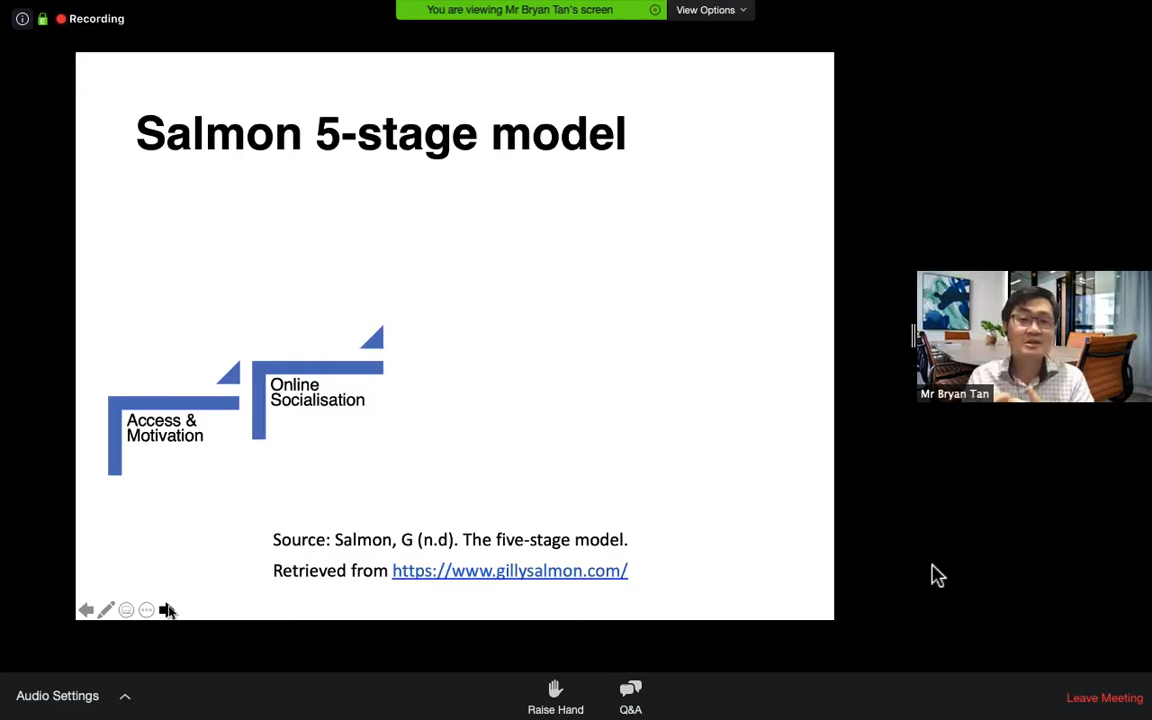 Recording
You are viewing Mr Bryan Tan's screen
View Options
Salmon 5-stage model
Online
Socialisation
Access &
Motivation
Mr Bryan Tan
Source: Salmon, G (n.d). The five-stage model.
Retrieved from https://www.gillysalmon.com/
Audio Settings
Raise Hand
Q&A
Leave Meeting